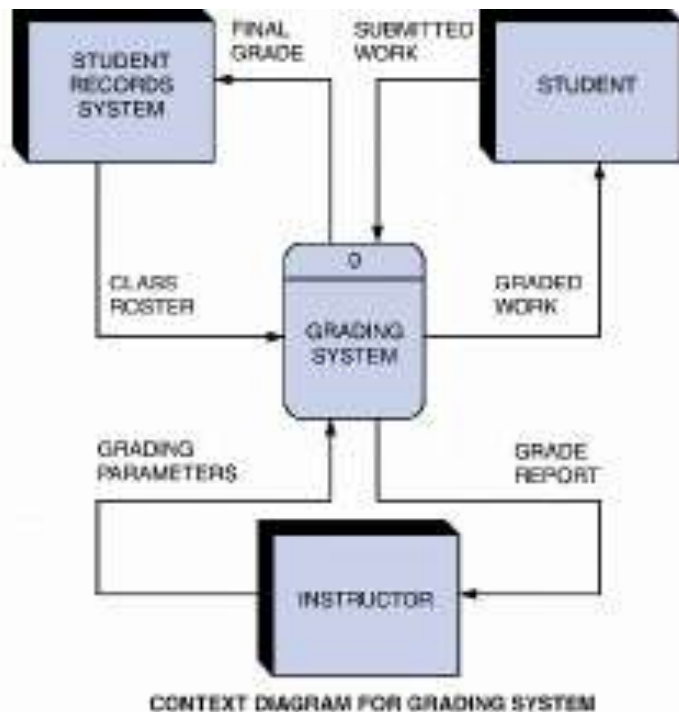 FINAL
GRADE
SUBMITTED
WORK
STUDENT
RECORDS
SYSTEM
STUDENT
0
CLASS
ROSTER
GRADING
SYSTEM
GRADED
WORK
GRADING
PARAMETERS
GRADE
REPORT
INSTRUCTOR
CONTEXT DIAGRAM FOR GRADING SYSTEM